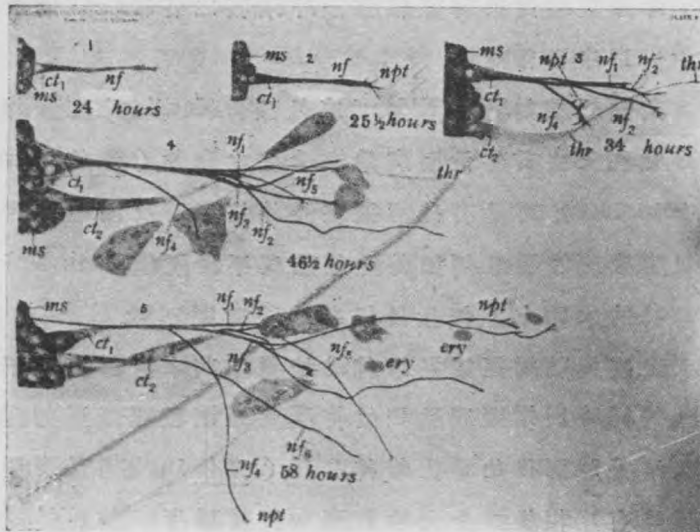 1
ct1 nf
ms
24 hours
ms 2 nf npt
ct1
25 ½ hours
ms npt 3 nf1 nf2 thr
ct1
nf4 nf2
ct2 thr 34 hours
4 nf1
ct1 nf5 thr
ct2 nf4 nf3 nf2
ms
46½ hours
ms 5 nf1 nf2 npt
ct1 nf3 nf5 ery ery
ct2
nf6
nf4 58 hours
npt